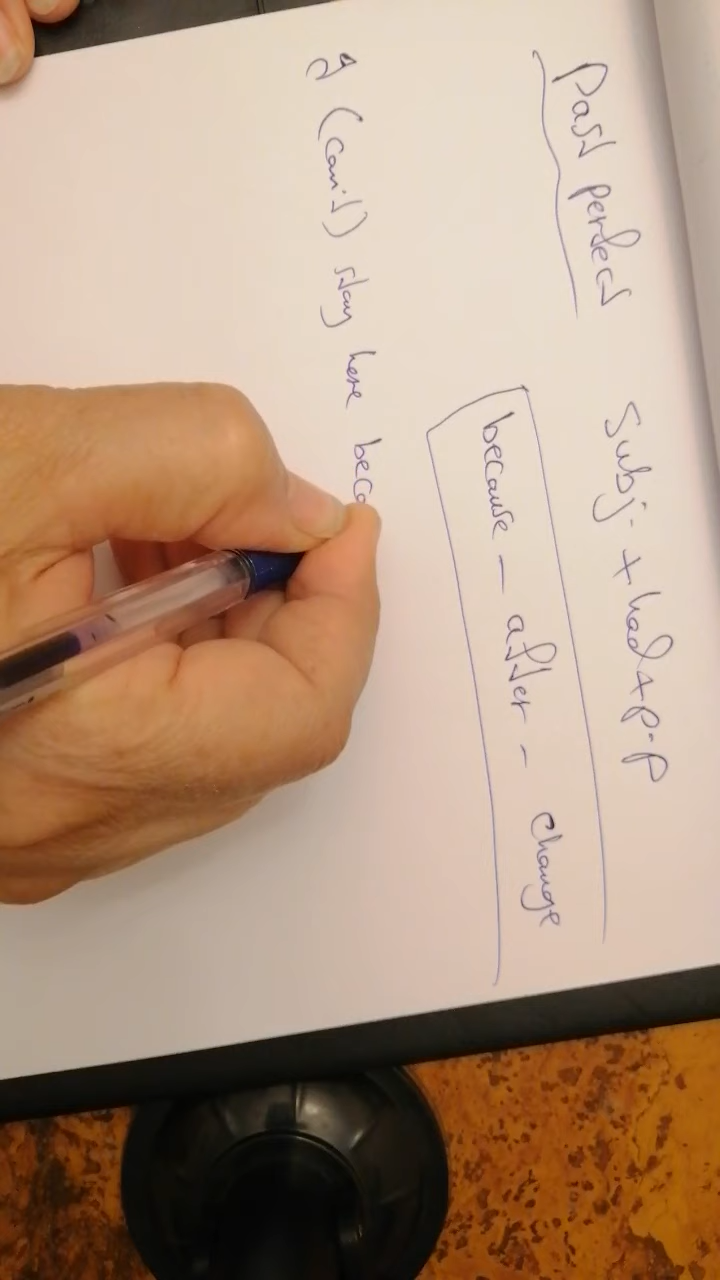 Past perfect
Subj. + had + p.p
because - after - change
I (can't) stay here beca